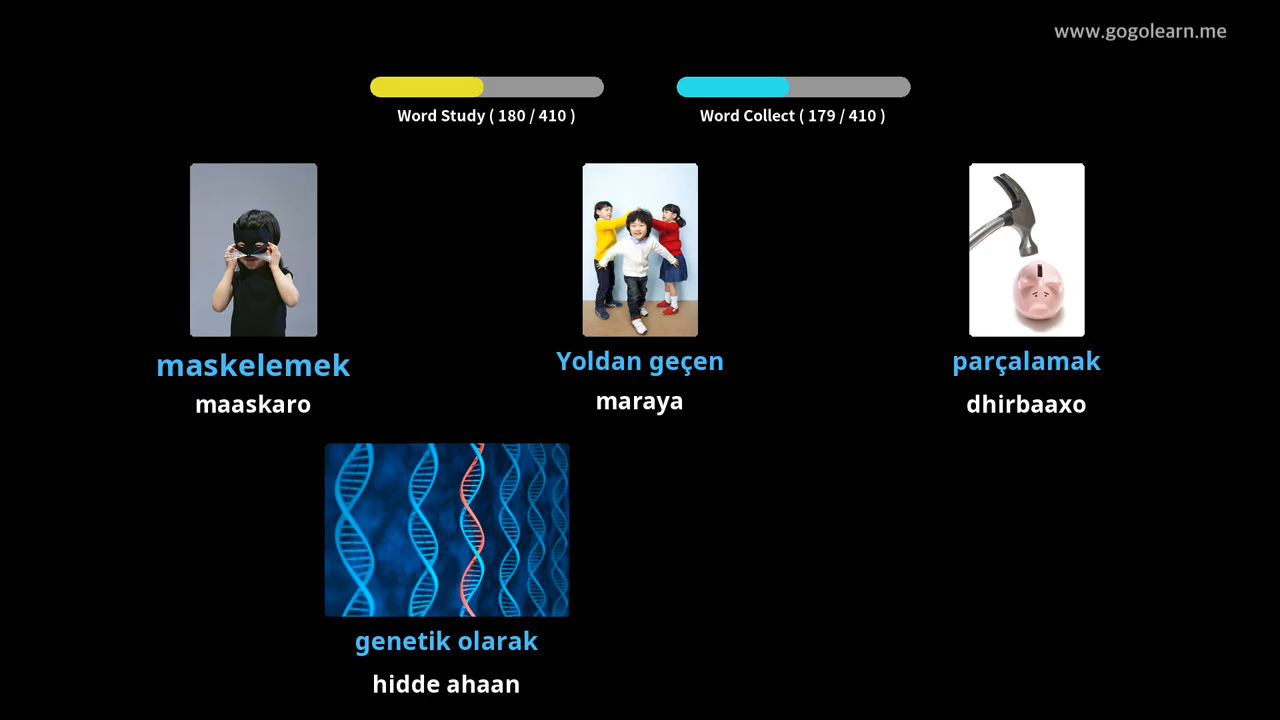 www.gogolearn.me
Word Study ( 180 / 410 )
Word Collect ( 179 / 410 )
maskelemek
maaskaro
Yoldan geçen
maraya
parçalamak
dhirbaaxo
genetik olarak
hidde ahaan